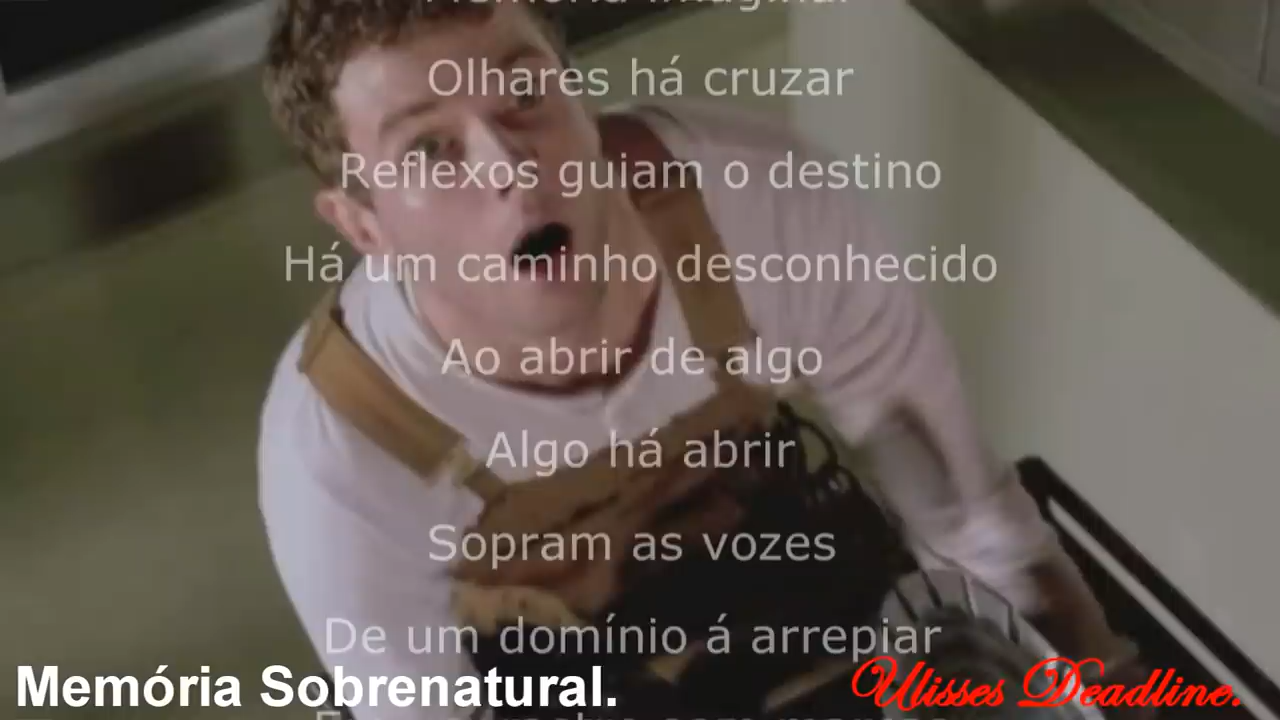 Olhares há cruzar
Reflexos guiam o destino
Há um caminho desconhecido
Ao abrir de algo
Algo há abrir
Sopram as vozes
De um domínio á arrepiar
Memória Sobrenatural.
Ulisses Deadline.